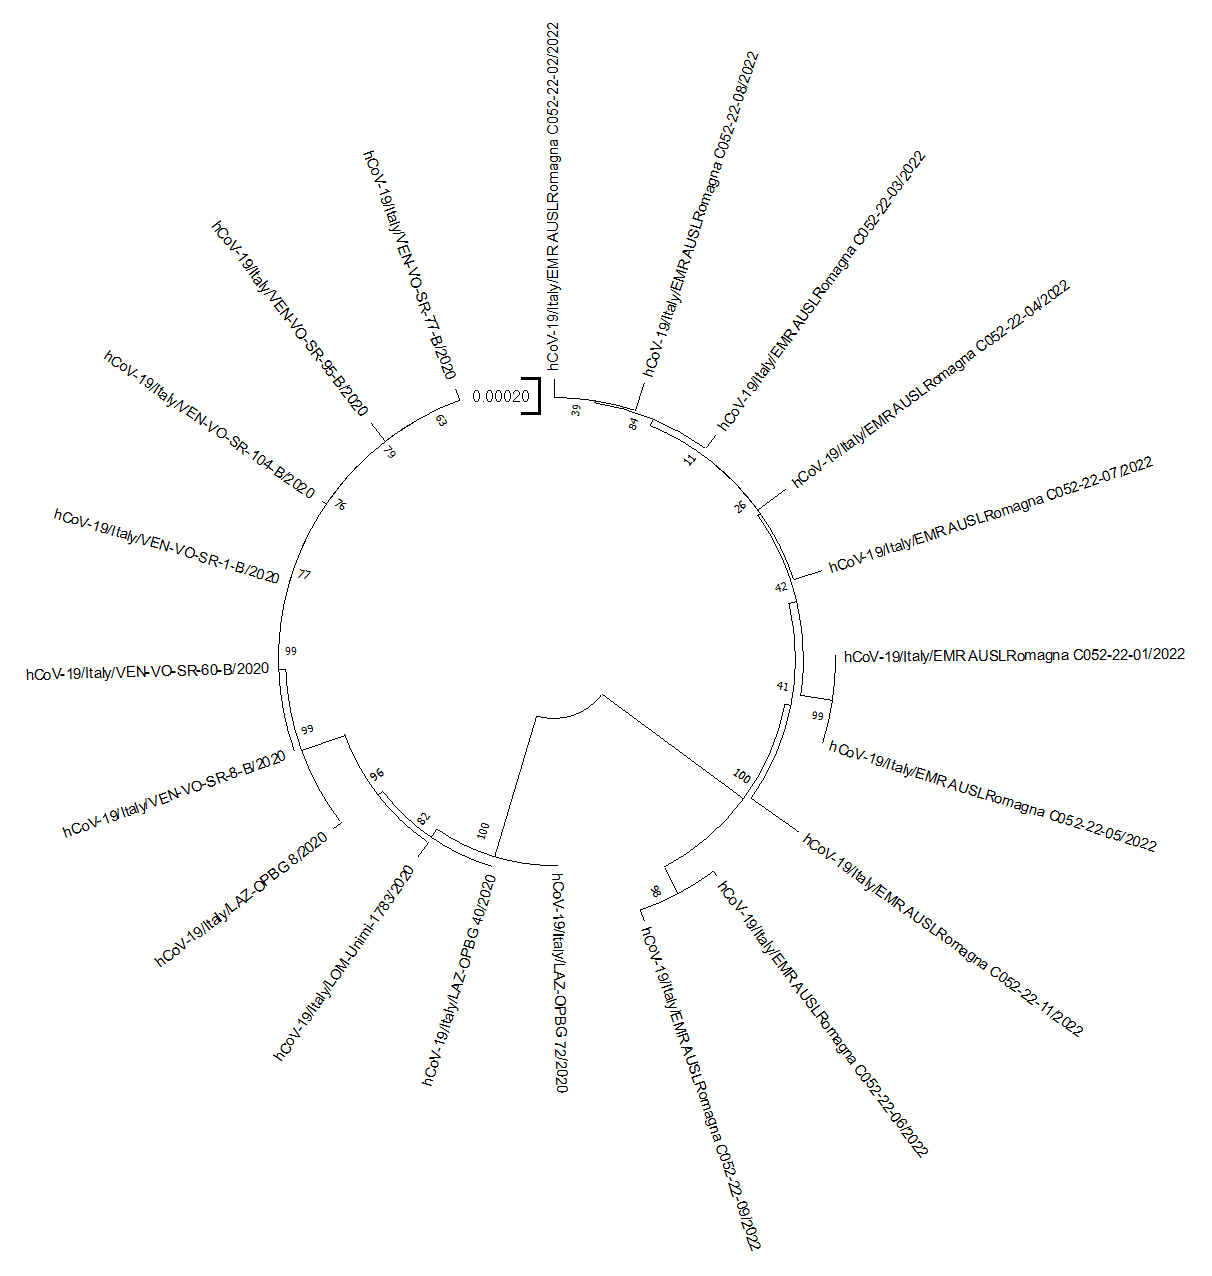 hCoV-19/Italy/EMR AUSLRomagna C052-22-02/2022
hCoV-19/Italy/EMR AUSLRomagna C052-22-08/2022
hCoV-19/Italy/EMR AUSLRomagna C052-22-03/2022
hCoV-19/Italy/EMR AUSLRomagna C052-22-04/2022
hCoV-19/Italy/EMR AUSLRomagna C052-22-07/2022
hCoV-19/Italy/EMR AUSLRomagna C052-22-01/2022
hCoV-19/Italy/EMR AUSLRomagna C052-22-05/2022
hCoV-19/Italy/EMR AUSLRomagna C052-22-11/2022
hCoV-19/Italy/EMR AUSLRomagna C052-22-06/2022
hCoV-19/Italy/EMR AUSLRomagna C052-22-09/2022
hCoV-19/Italy/LAZ-OPBG 72/2020
hCoV-19/Italy/LAZ-OPBG 40/2020
hCoV-19/Italy/LOM-Unimi-1783/2020
hCoV-19/Italy/LAZ-OPBG 8/2020
hCoV-19/Italy/VEN-VO-SR-8-B/2020
hCoV-19/Italy/VEN-VO-SR-60-B/2020
hCoV-19/Italy/VEN-VO-SR-1-B/2020
hCoV-19/Italy/VEN-VO-SR-104-B/2020
hCoV-19/Italy/VEN-VO-SR-95-B/2020
hCoV-19/Italy/VEN-VO-SR-77-B/2020
0.00020
39
84
11
26
42
41
99
100
98
100
82
96
99
99
77
76
79
63